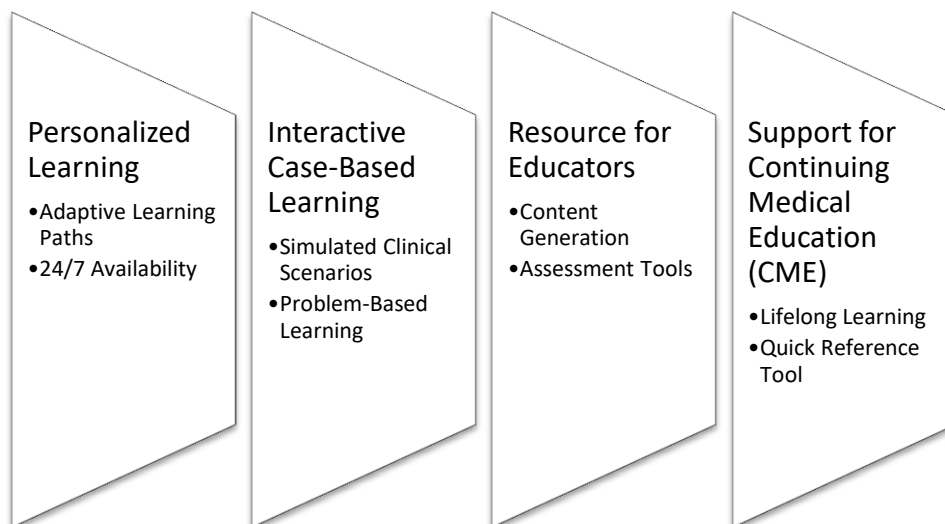 Personalized
Learning
•Adaptive Learning
Paths
•24/7 Availability
Interactive
Case-Based
Learning
•Simulated Clinical
Scenarios
•Problem-Based
Learning
Resource for
Educators
•Content
Generation
•Assessment Tools
Support for
Continuing
Medical
Education
(CME)
•Lifelong Learning
•Quick Reference
Tool